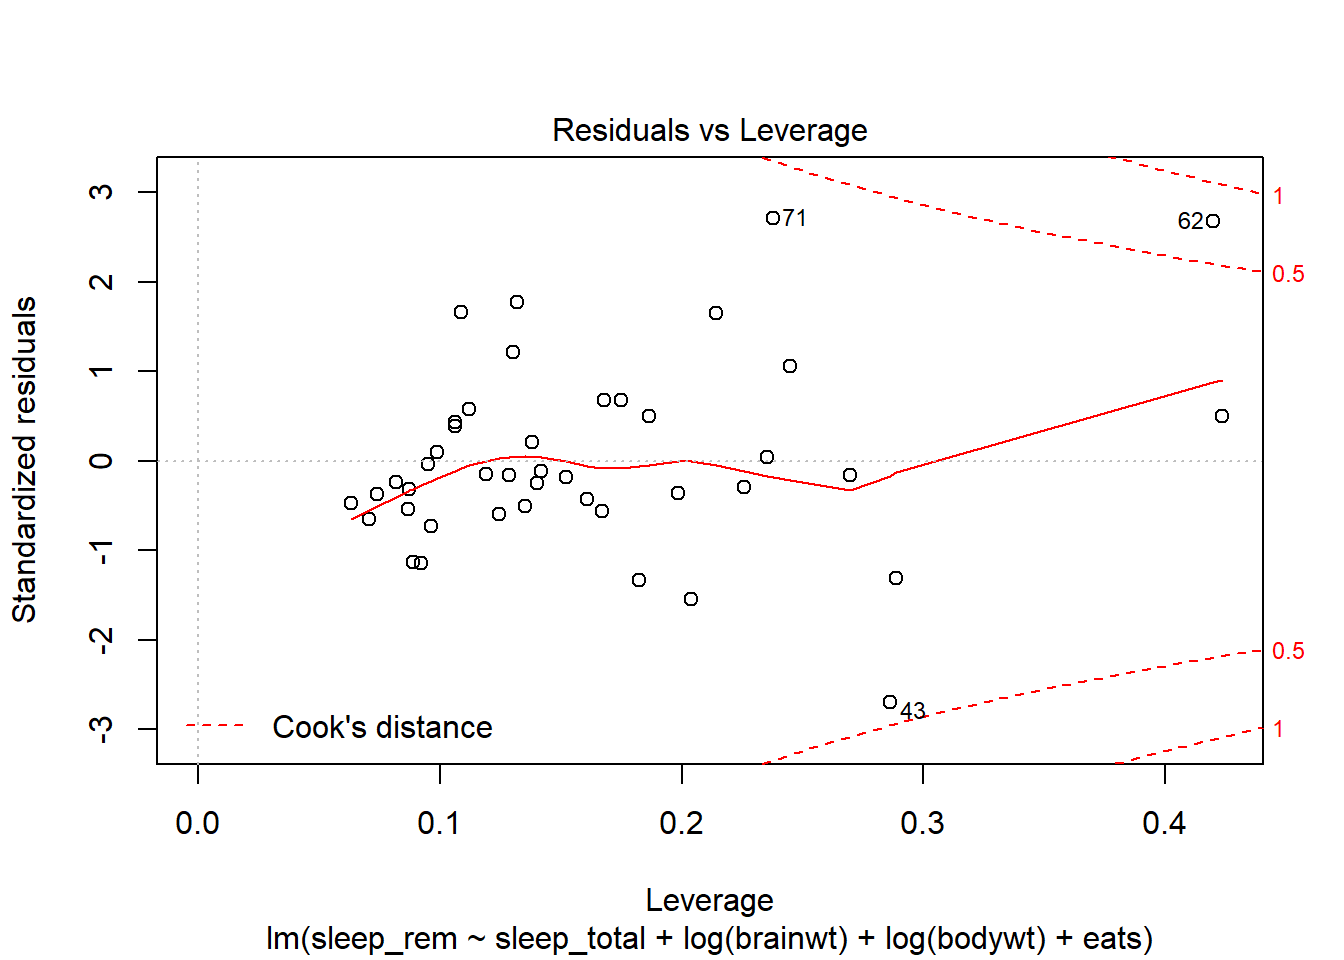 Residuals vs Leverage
Standardized residuals
3
2
1
0
-1
-2
-3
71
62
43
1
0.5
0.5
1
Cook's distance
0.0 0.1 0.2 0.3 0.4
Leverage
lm(sleep_rem ~ sleep_total + log(brainwt) + log(bodywt) + eats)